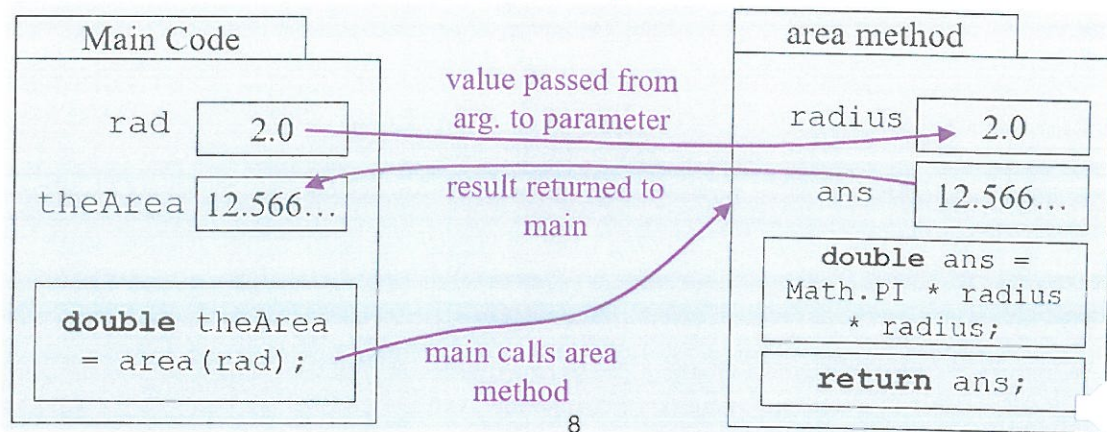 Main Code
rad 2.0
theArea 12.566...
double theArea
= area(rad);
value passed from
arg. to parameter
result returned to
main
main calls area
method
area method
radius 2.0
ans 12.566...
double ans =
Math.PI * radius
* radius;
return ans;
8